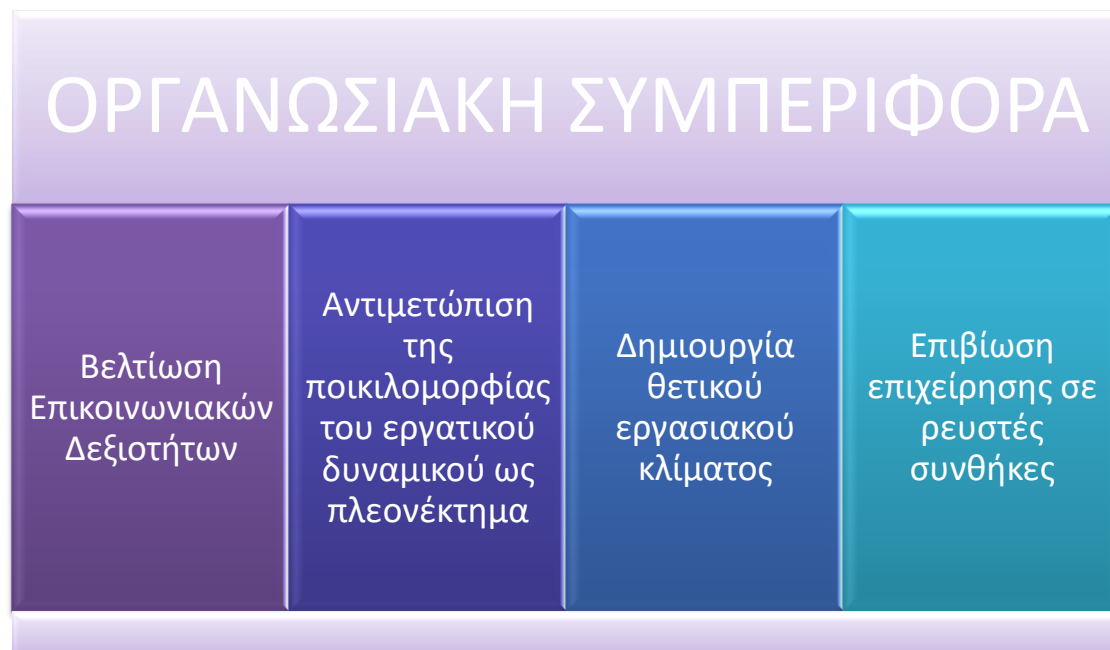 ΟΡΓΑΝΩΣΙΑΚΗ ΣΥΜΠΕΡΙΦΟΡΑ
Βελτίωση
Επικοινωνιακών
Δεξιοτήτων
Αντιμετώπιση
της
ποικιλομορφίας
του εργατικού
δυναμικού ως
πλεονέκτημα
Δημιουργία
θετικού
εργασιακού
κλίματος
Επιβίωση
επιχείρησης σε
ρευστές
συνθήκες